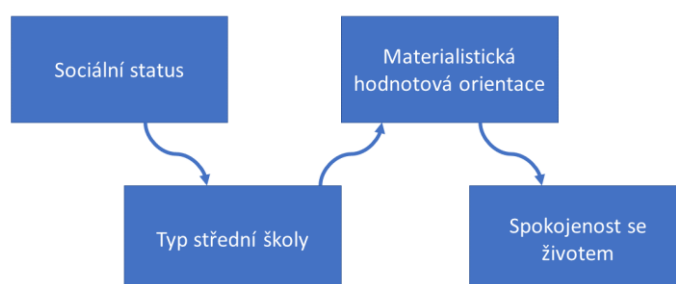 Sociální status
Materialistická
hodnotová orientace
Typ střední školy
Spokojenost se
životem